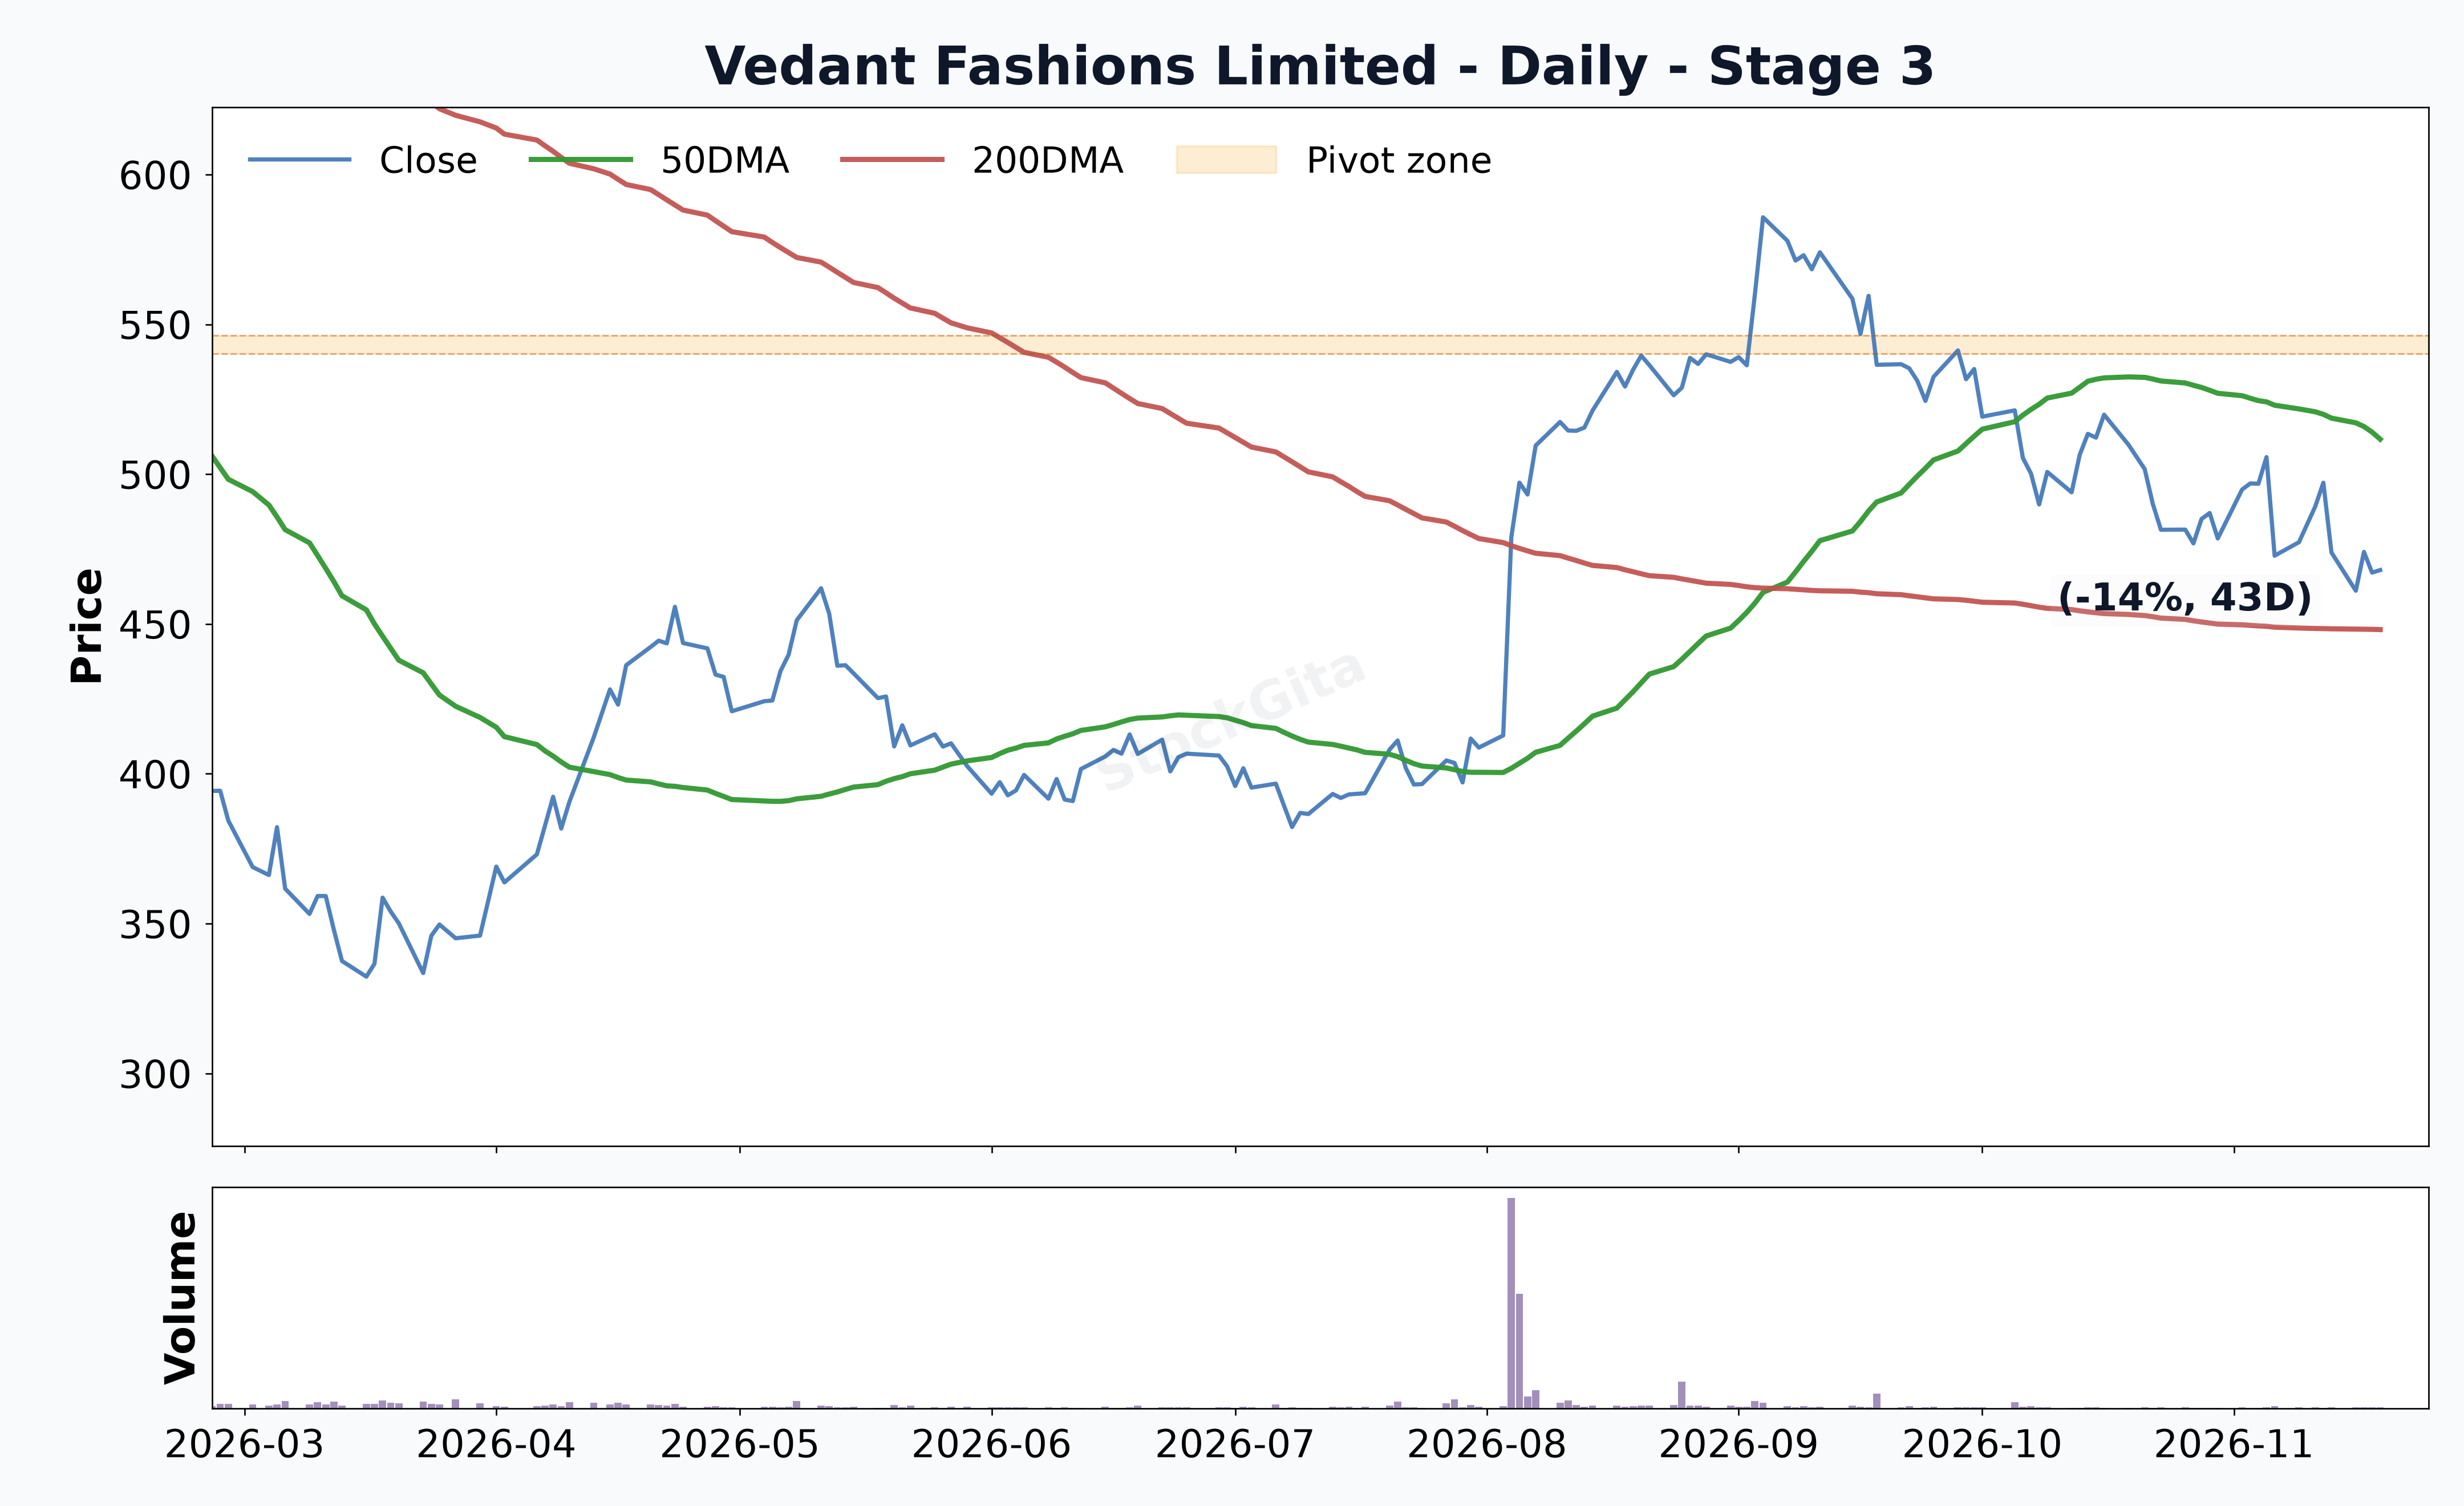 Vedant Fashions Limited - Daily - Stage 3
Close 50DMA 200DMA Pivot zone
600
550
500
450
400
350
300
Price
(-14%, 43D)
StockGita
Volume
2026-03 2026-04 2026-05 2026-06 2026-07 2026-08 2026-09 2026-10 2026-11